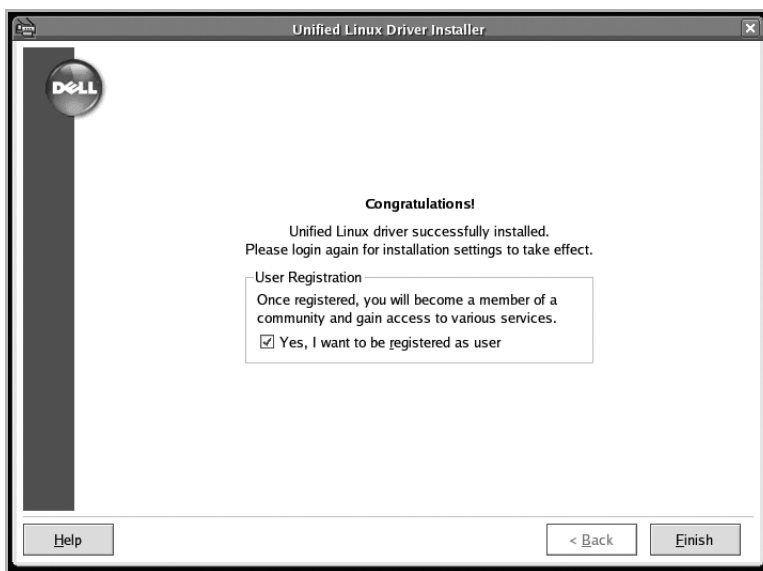 Unified Linux Driver Installer
DELL
Congratulations!
Unified Linux driver successfully installed.
Please login again for installation settings to take effect.
User Registration
Once registered, you will become a member of a
community and gain access to various services.
Yes, I want to be registered as user
Help
< Back
Finish